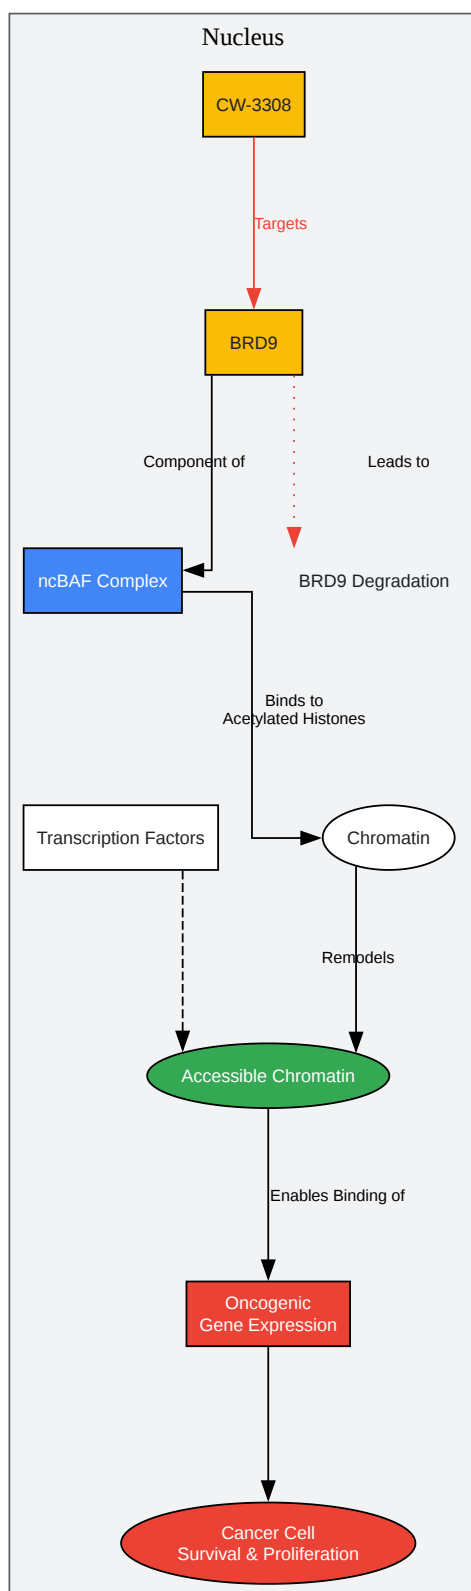 Nucleus
CW-3308
Targets
BRD9
Component of
Leads to
ncBAF Complex
BRD9 Degradation
Binds to
Acetylated Histones
Transcription Factors
Chromatin
Remodels
Accessible Chromatin
Enables Binding of
Oncogenic
Gene Expression
Cancer Cell
Survival & Proliferation